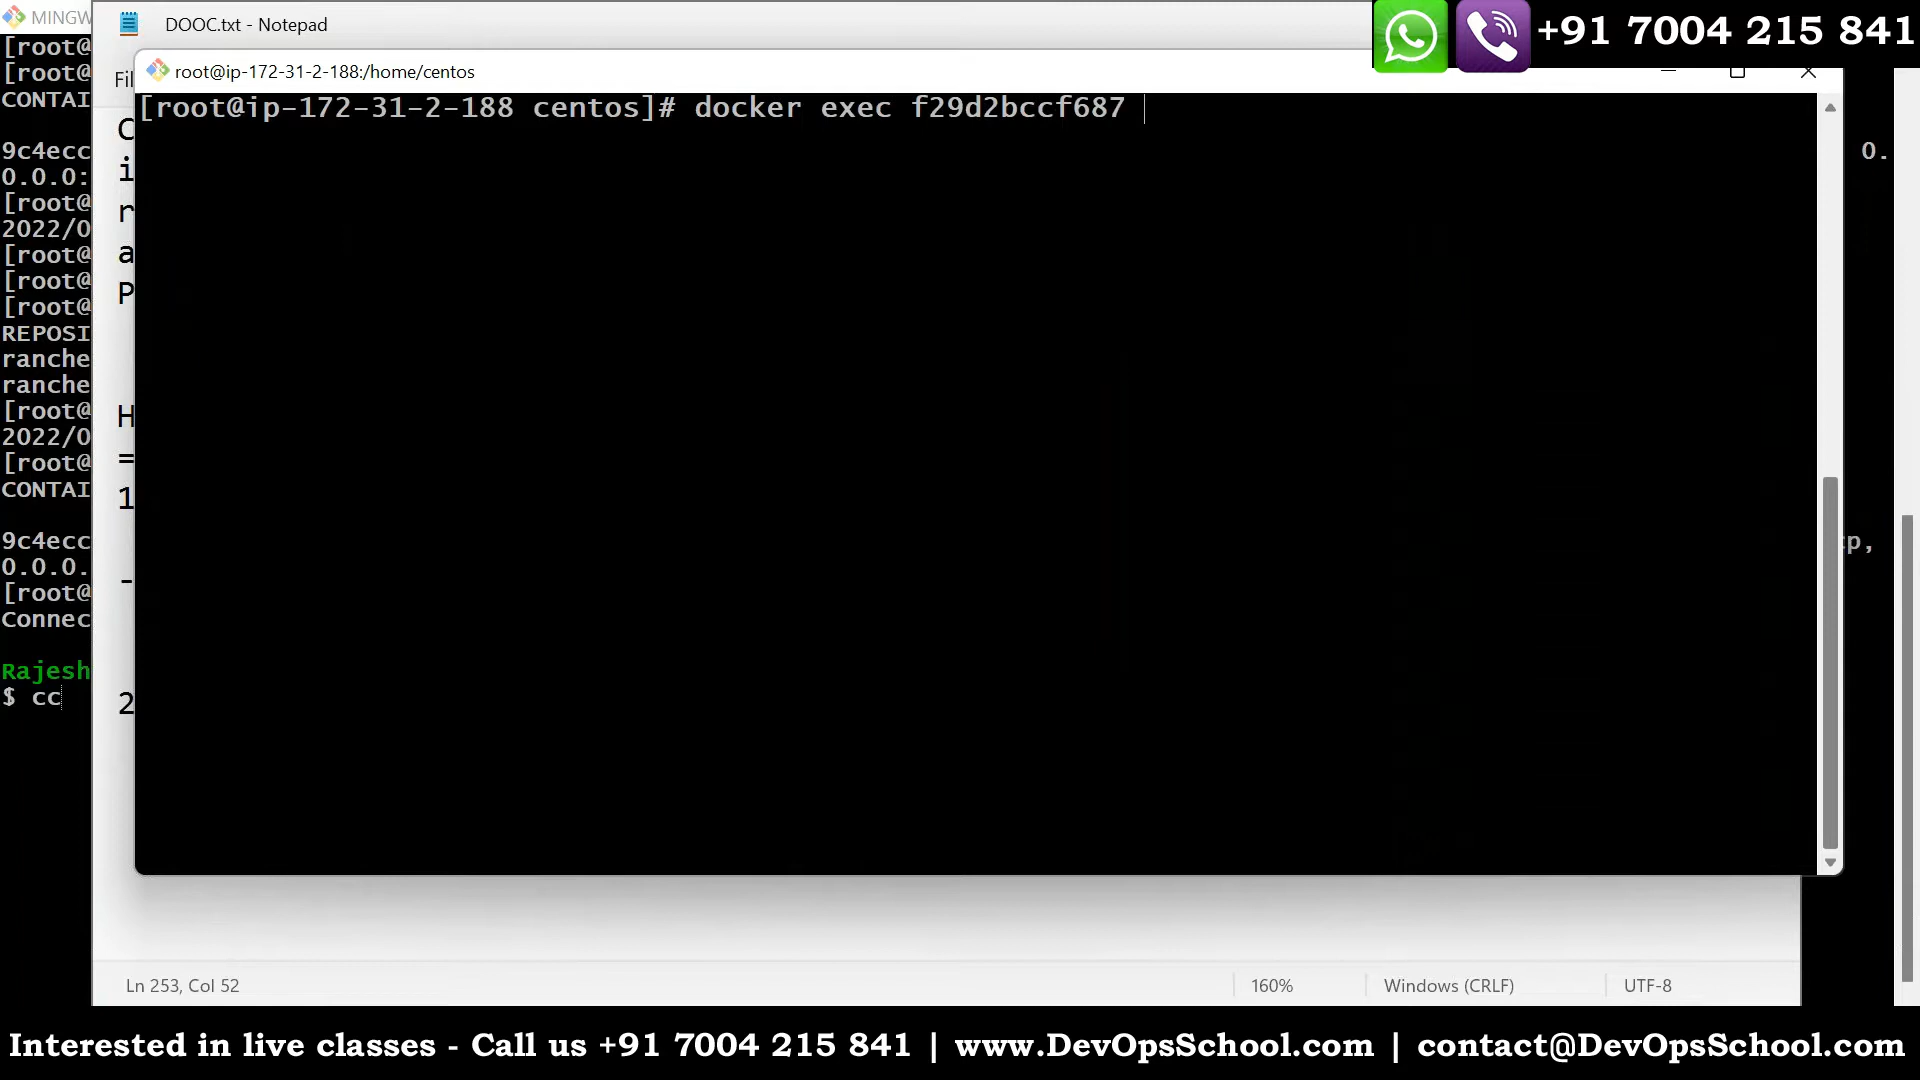 MINGW
DOOC.txt - Notepad
+91 7004 215 841
root@ip-172-31-2-188:/home/centos
Fil
[root@ip-172-31-2-188 centos]# docker exec f29d2bccf687
[root@
[root@
CONTAI
9c4ecc
0.0.0:
[root@
2022/0
[root@
[root@
[root@
REPOSI
ranche
ranche
[root@
2022/0
[root@
CONTAI
9c4ecc
0.0.0.
[root@
Connec
Rajesh
$ cc
C
i
r
a
P
H
=
1
-
2
0.
p,
Ln 253, Col 52
160%
Windows (CRLF)
UTF-8
Interested in live classes - Call us +91 7004 215 841 | www.DevOpsSchool.com | contact@DevOpsSchool.com